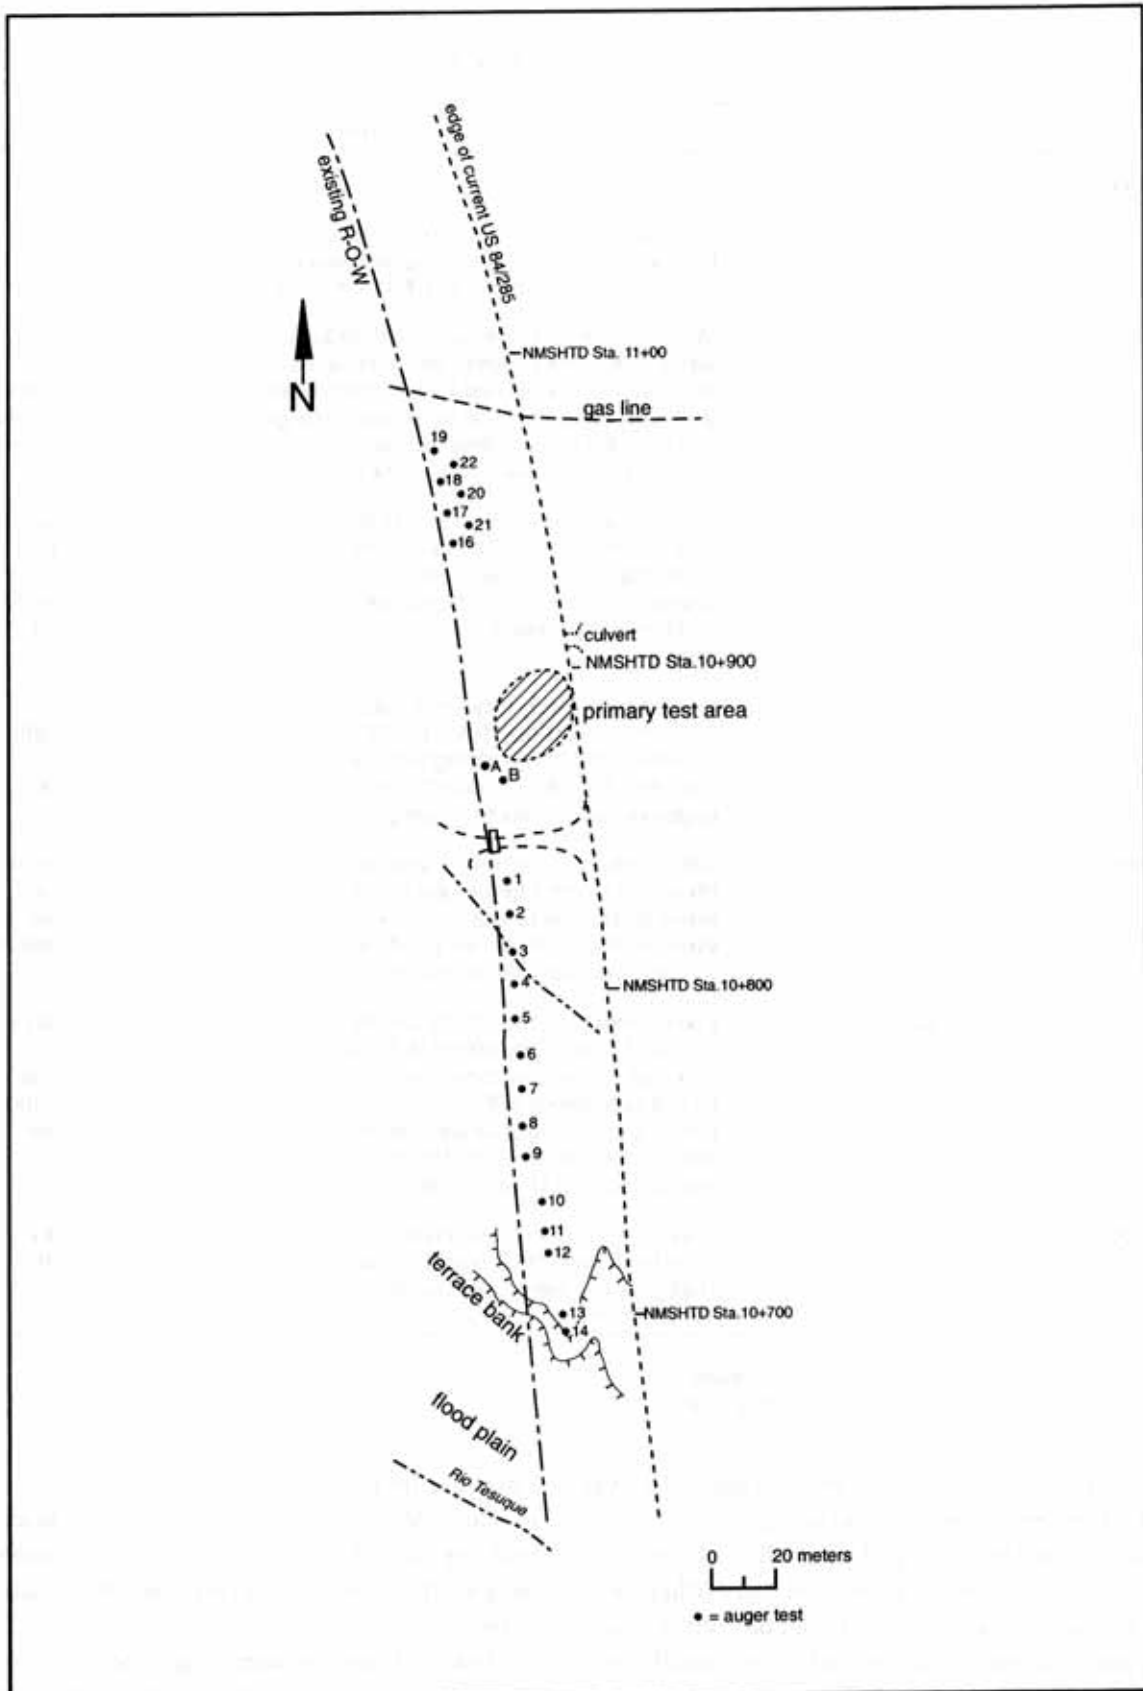 edge of current US 84/285
existing R-O-W
NMSHTD Sta. 11+00
N
gas line
19
22
18
20
17
21
16
culvert
NMSHTD Sta.10+900
primary test area
A
B
1
2
3
4
NMSHTD Sta.10+800
5
6
7
8
9
10
11
12
terrace bank
13
NMSHTD Sta.10+700
14
flood plain
Rio Tesuque
0 20 meters
• = auger test